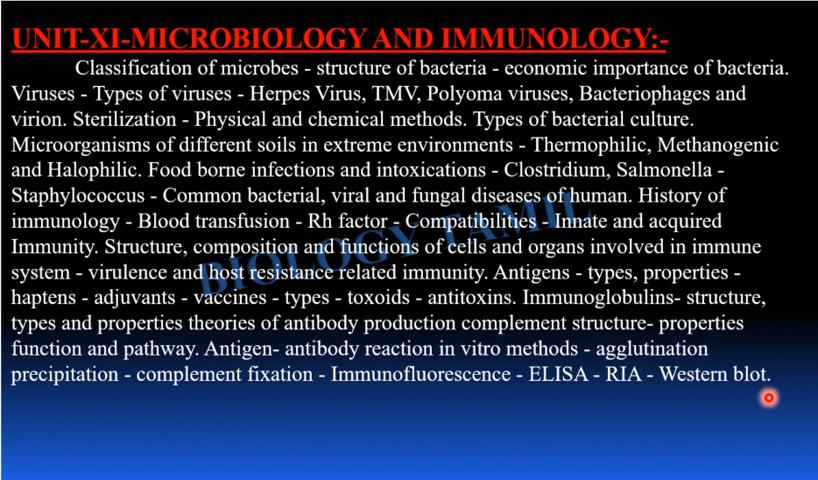 UNIT-XI-MICROBIOLOGY AND IMMUNOLOGY:-
Classification of microbes - structure of bacteria - economic importance of bacteria.
Viruses - Types of viruses - Herpes Virus, TMV, Polyoma viruses, Bacteriophages and
virion. Sterilization - Physical and chemical methods. Types of bacterial culture.
Microorganisms of different soils in extreme environments - Thermophilic, Methanogenic
and Halophilic. Food borne infections and intoxications - Clostridium, Salmonella -
Staphylococcus - Common bacterial, viral and fungal diseases of human. History of
immunology - Blood transfusion - Rh factor - Compatibilities - Innate and acquired
Immunity. Structure, composition and functions of cells and organs involved in immune
system - virulence and host resistance related immunity. Antigens - types, properties -
haptens - adjuvants - vaccines - types - toxoids - antitoxins. Immunoglobulins- structure,
types and properties theories of antibody production complement structure- properties
function and pathway. Antigen- antibody reaction in vitro methods - agglutination
precipitation - complement fixation - Immunofluorescence - ELISA - RIA - Western blot.
BIOLOGY TAMIL